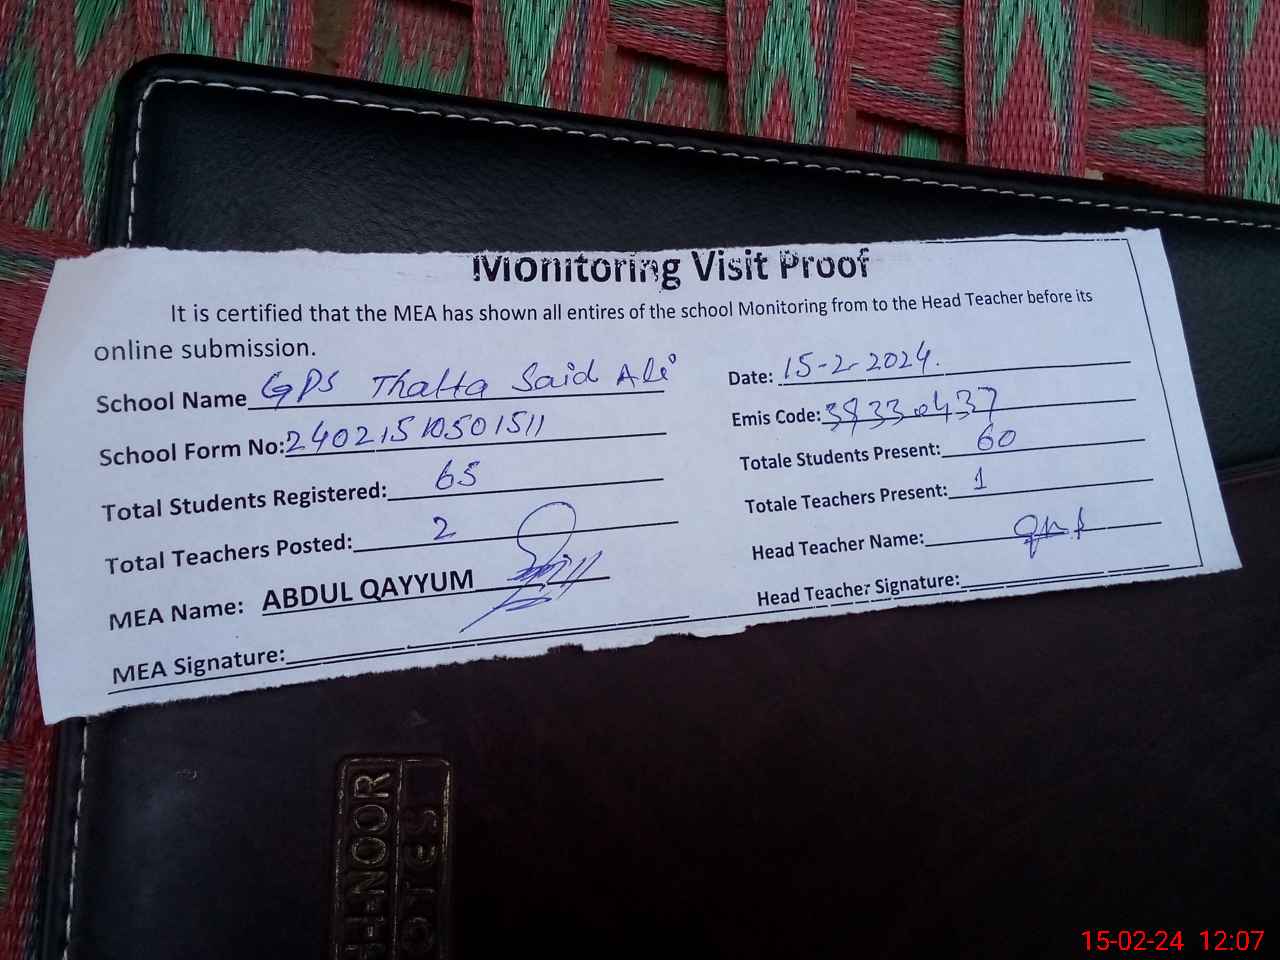 Monitoring Visit Proof
It is certified that the MEA has shown all entires of the school Monitoring from to the Head Teacher before its
online submission.
School Name GPS Thatta Said Ali
Date: 15-2-2024.
School Form No: 24021510501511
Emis Code: 38330437
Total Students Registered: 65
Totale Students Present: 60
Total Teachers Posted: 2
Totale Teachers Present: 1
MEA Name: ABDUL QAYYUM
Head Teacher Name:
MEA Signature:
Head Teacher Signature:
H-NOOR
15-02-24 12:07